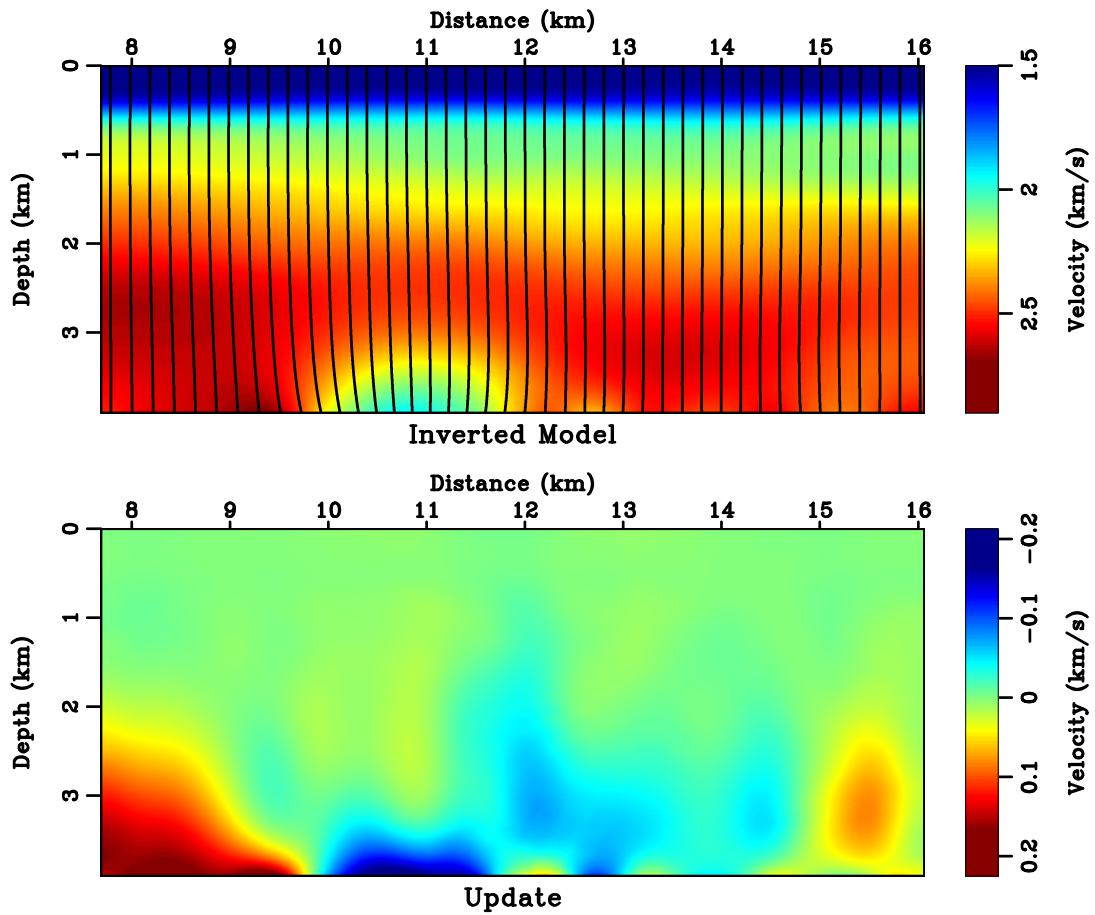 Distance (km)
8 9 10 11 12 13 14 15 16
0
1
2
3
Depth (km)
1.5
2
2.5
Velocity (km/s)
Inverted Model
Distance (km)
8 9 10 11 12 13 14 15 16
0
1
2
3
Depth (km)
−0.2
−0.1
0
0.1
0.2
Velocity (km/s)
Update